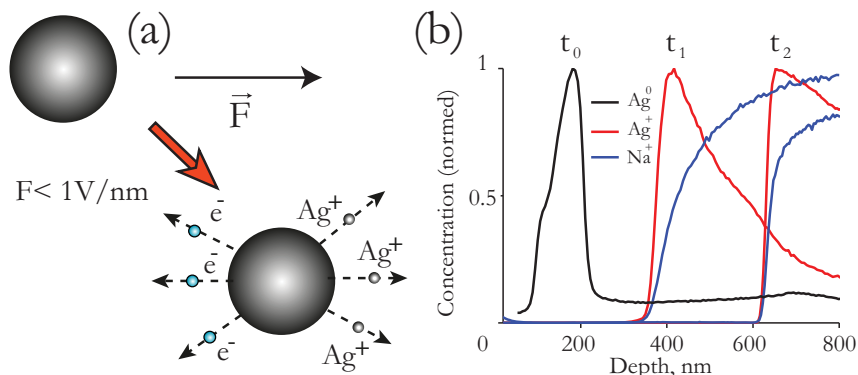 (a)
F
F< 1V/nm
e-
e-
e-
Ag+
Ag+
Ag+
(b)
t0 t1 t2
Concentration (normed)
1
0.5
0
Ag0
Ag+
Na+
200 400 600 800
Depth, nm